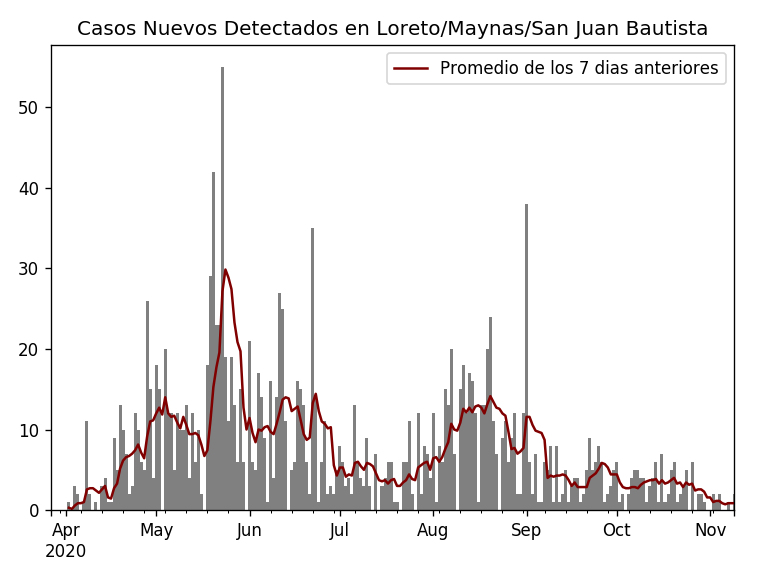 Casos Nuevos Detectados en Loreto/Maynas/San Juan Bautista
Promedio de los 7 dias anteriores
50
40
30
20
10
0
Apr May Jun Jul Aug Sep Oct Nov
2020